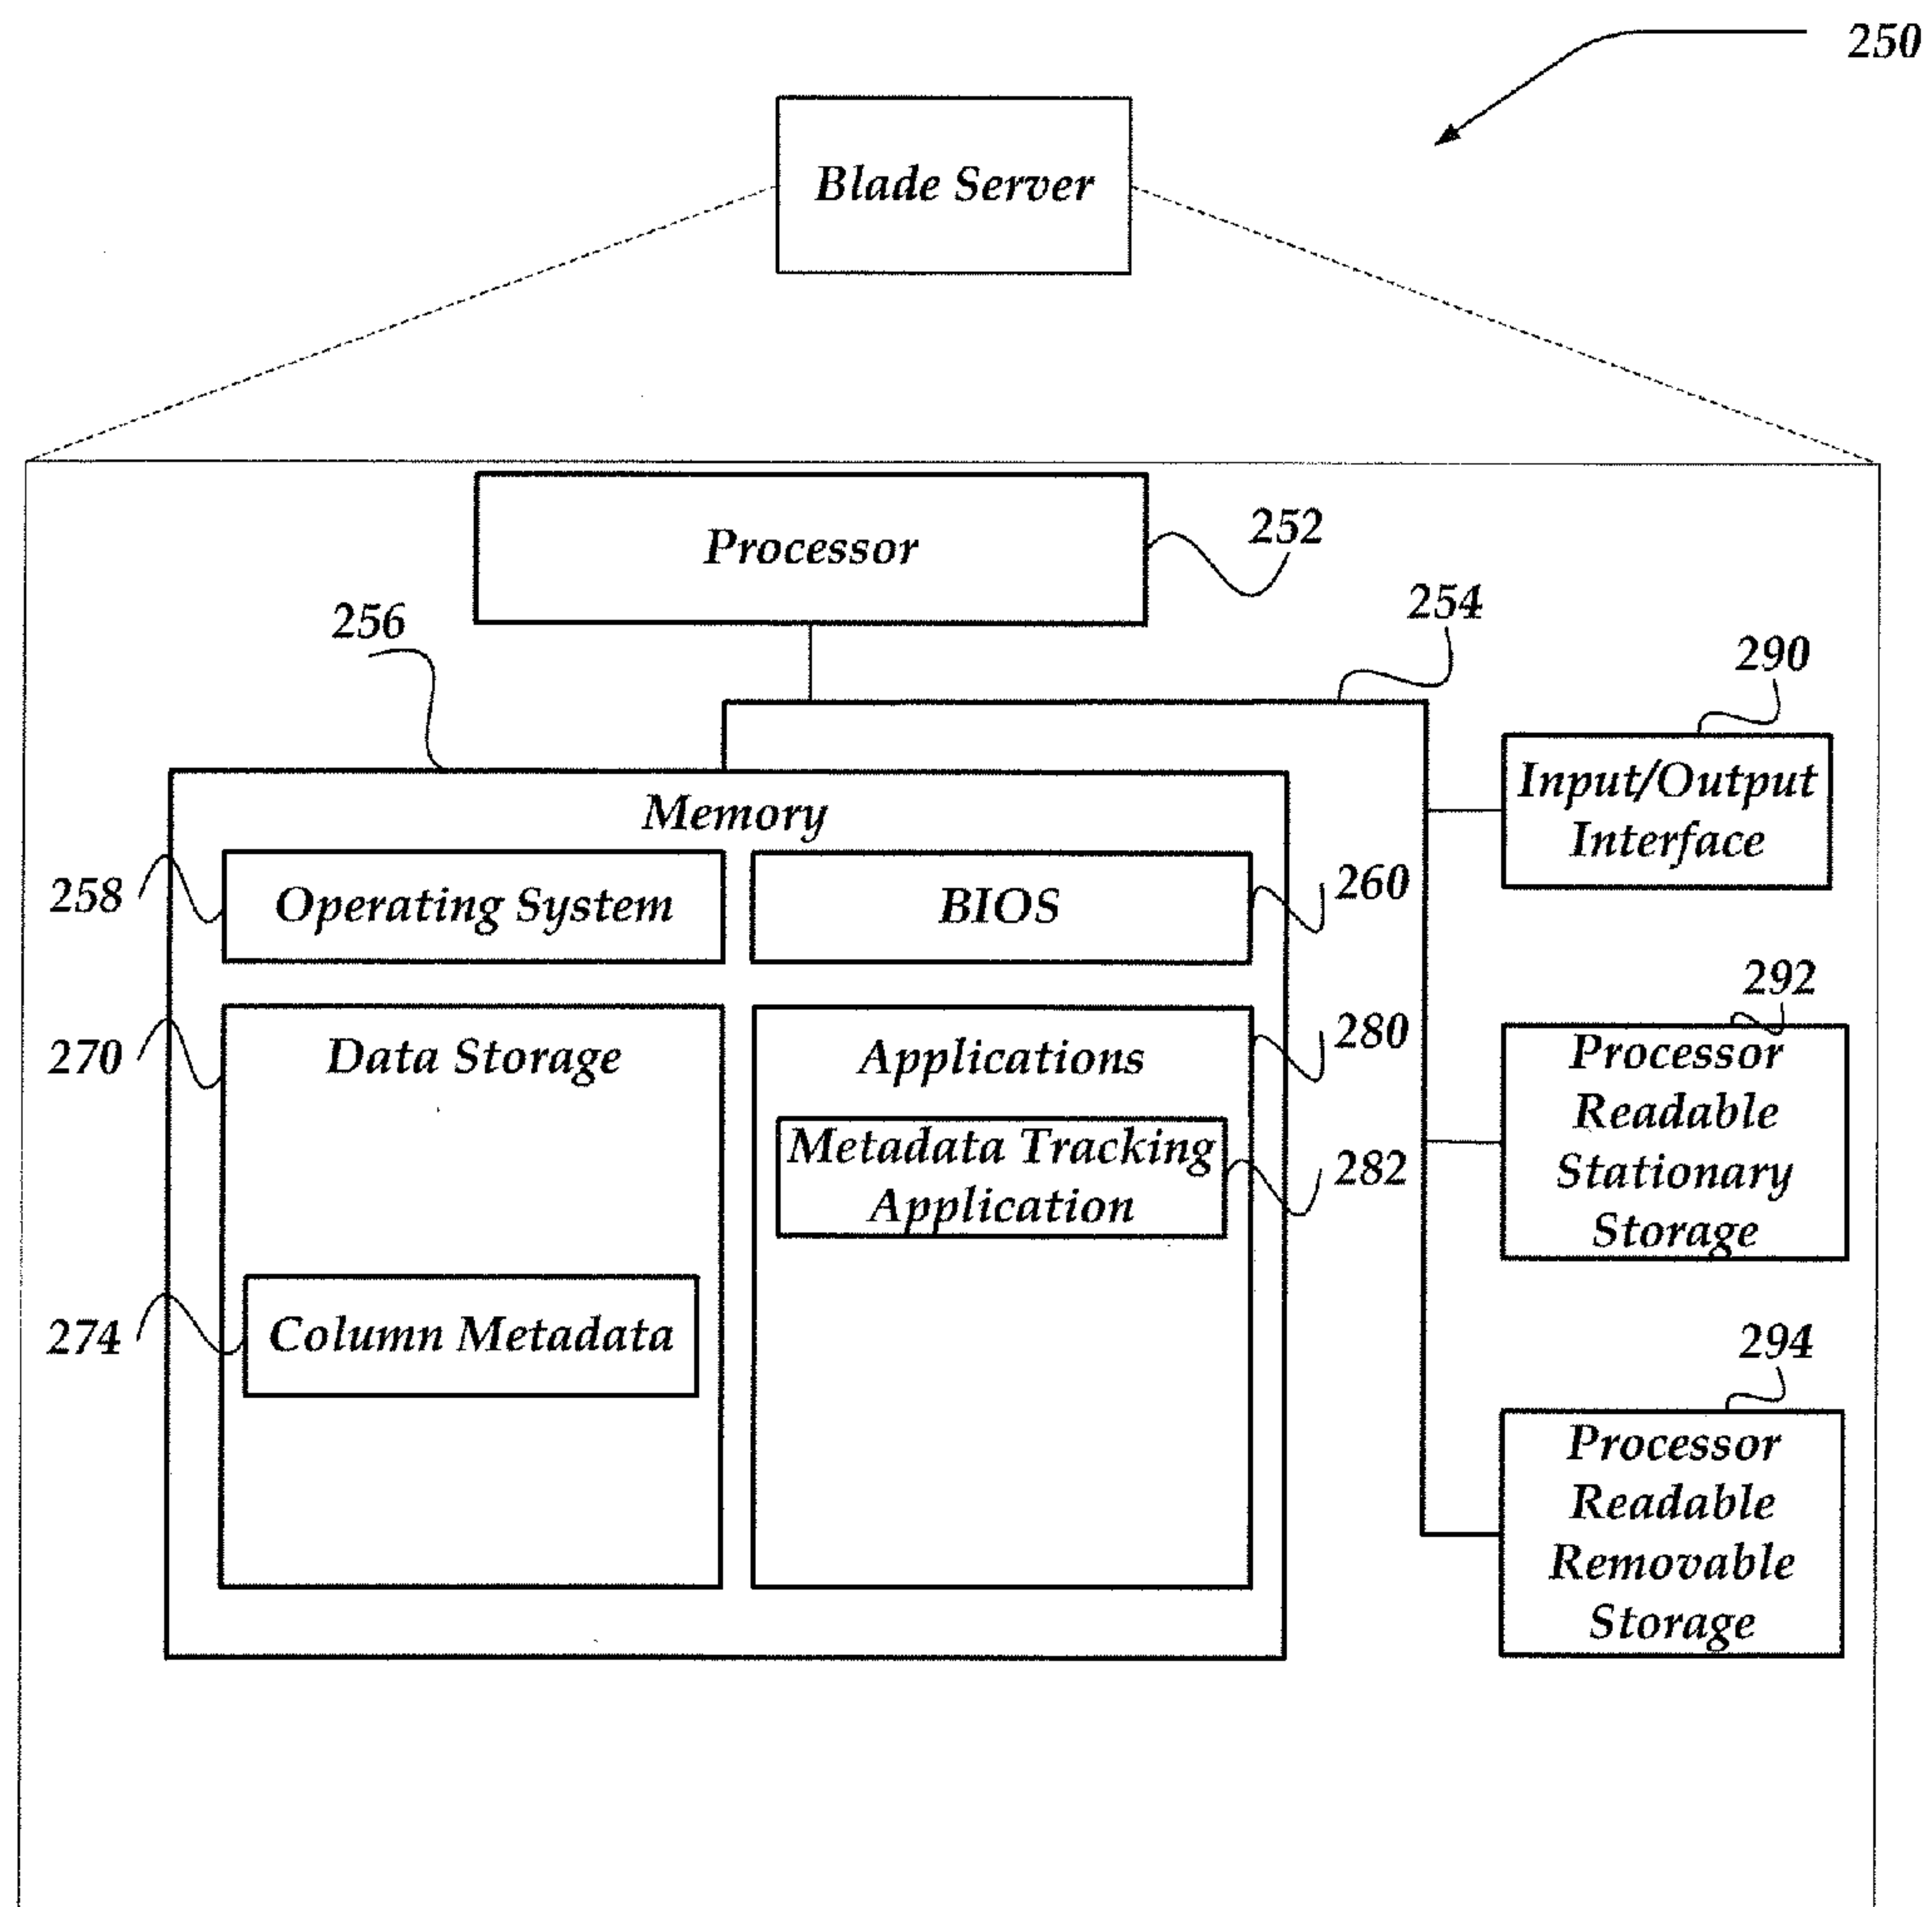 250
Blade Server
Processor
252
254
256
290
Input/Output
Interface
Memory
258
Operating System
BIOS
260
292
Processor
Readable
Stationary
Storage
270
Data Storage
Applications
280
Metadata Tracking
Application
282
274
Column Metadata
294
Processor
Readable
Removable
Storage